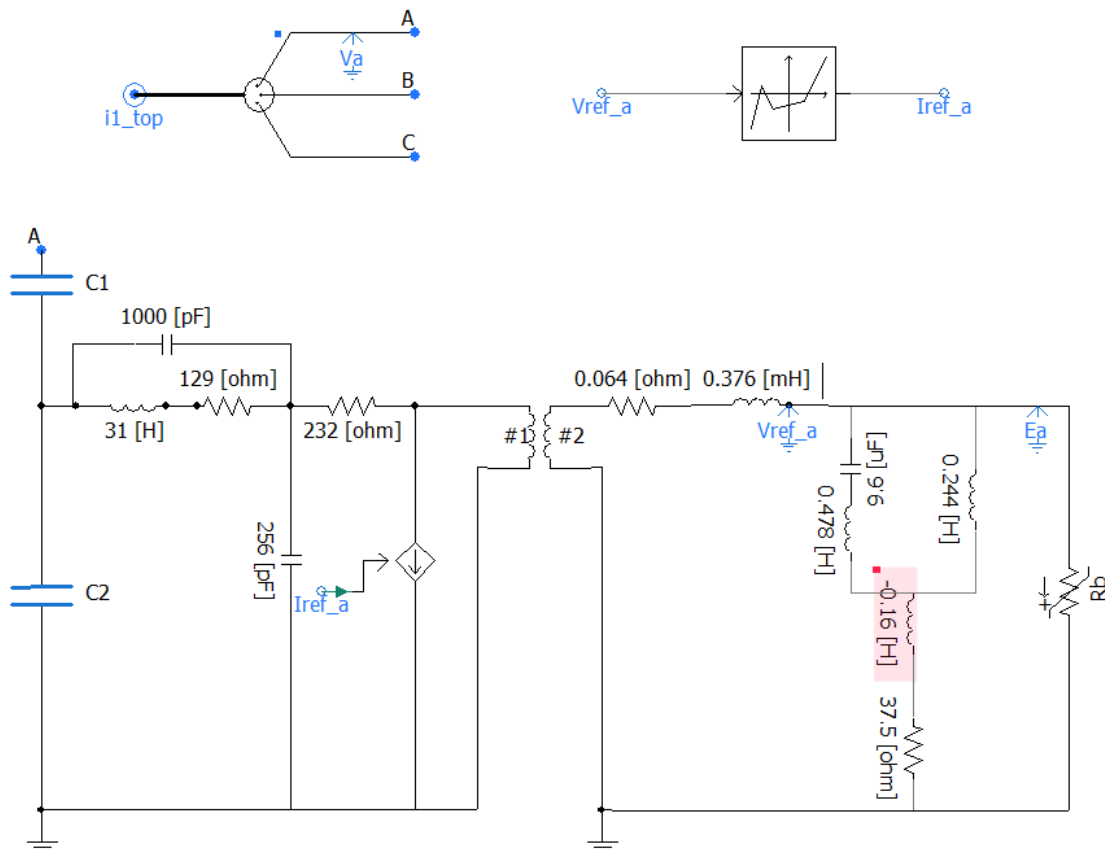 A
Va
B
i1_top
C
Vref_a
Iref_a
A
C1
1000 [pF]
129 [ohm]
31 [H]
232 [ohm]
#1
#2
0.064 [ohm]
0.376 [mH]
Vref_a
Ea
9.6 [uF]
0.478 [H]
0.244 [H]
256 [pF]
Iref_a
C2
-0.16 [H]
+
Rb
37.5 [ohm]